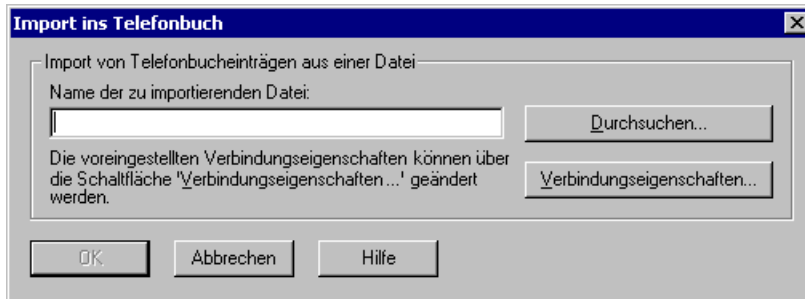 Import ins Telefonbuch
Import von Telefonbucheinträgen aus einer Datei
Name der zu importierenden Datei:
Durchsuchen...
Die voreingestellten Verbindungseigenschaften können über
die Schaltfläche 'Verbindungseigenschaften...' geändert
werden.
Verbindungseigenschaften...
OK
Abbrechen
Hilfe